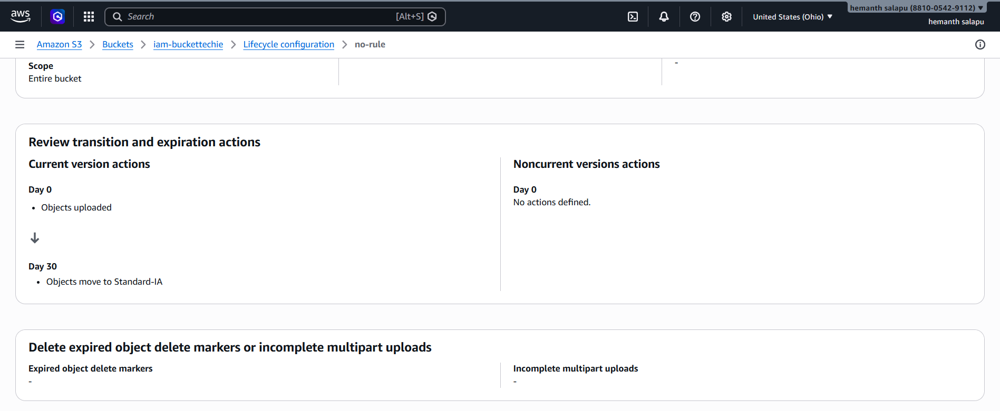 aws
Search [Alt+S]
United States (Ohio)
hemanth salapu (8810-0542-9112)
hemanth salapu
Amazon S3 > Buckets > iam-buckettechie > Lifecycle configuration > no-rule
Scope
Entire bucket
-
Review transition and expiration actions
Current version actions
Day 0
• Objects uploaded
↓
Day 30
• Objects move to Standard-IA
Noncurrent versions actions
Day 0
No actions defined.
Delete expired object delete markers or incomplete multipart uploads
Expired object delete markers
-
Incomplete multipart uploads
-